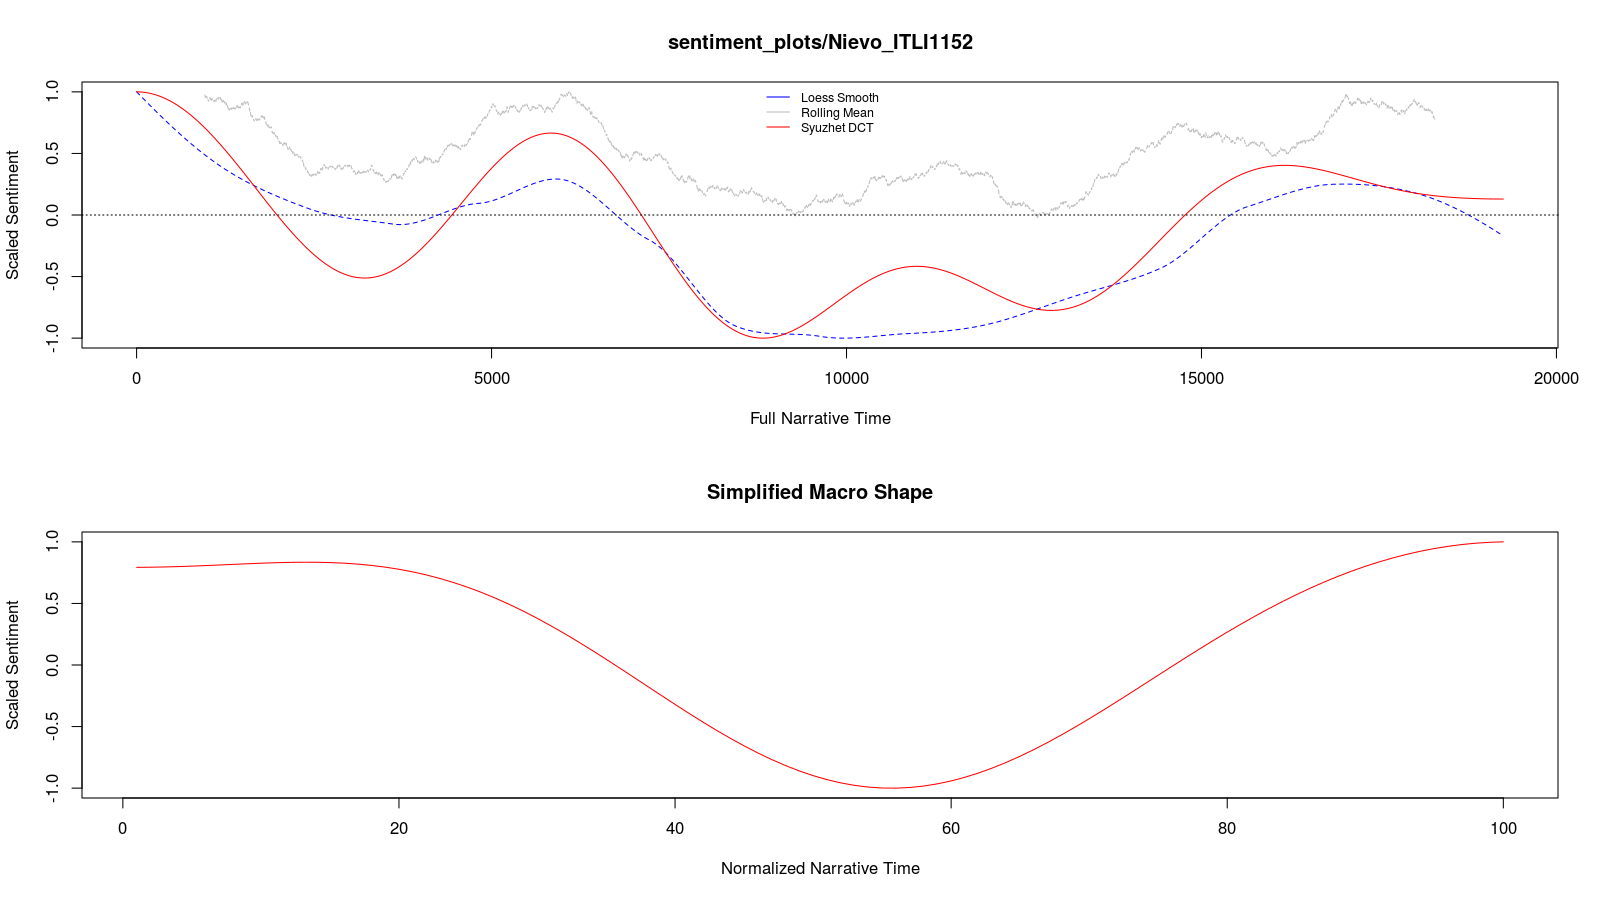 sentiment_plots/Nievo_ITLI1152
Scaled Sentiment
1.0
0.5
0.0
-0.5
-1.0
Loess Smooth
Rolling Mean
Syuzhet DCT
0 5000 10000 15000 20000
Full Narrative Time
Simplified Macro Shape
Scaled Sentiment
1.0
0.5
0.0
-0.5
-1.0
0 20 40 60 80 100
Normalized Narrative Time